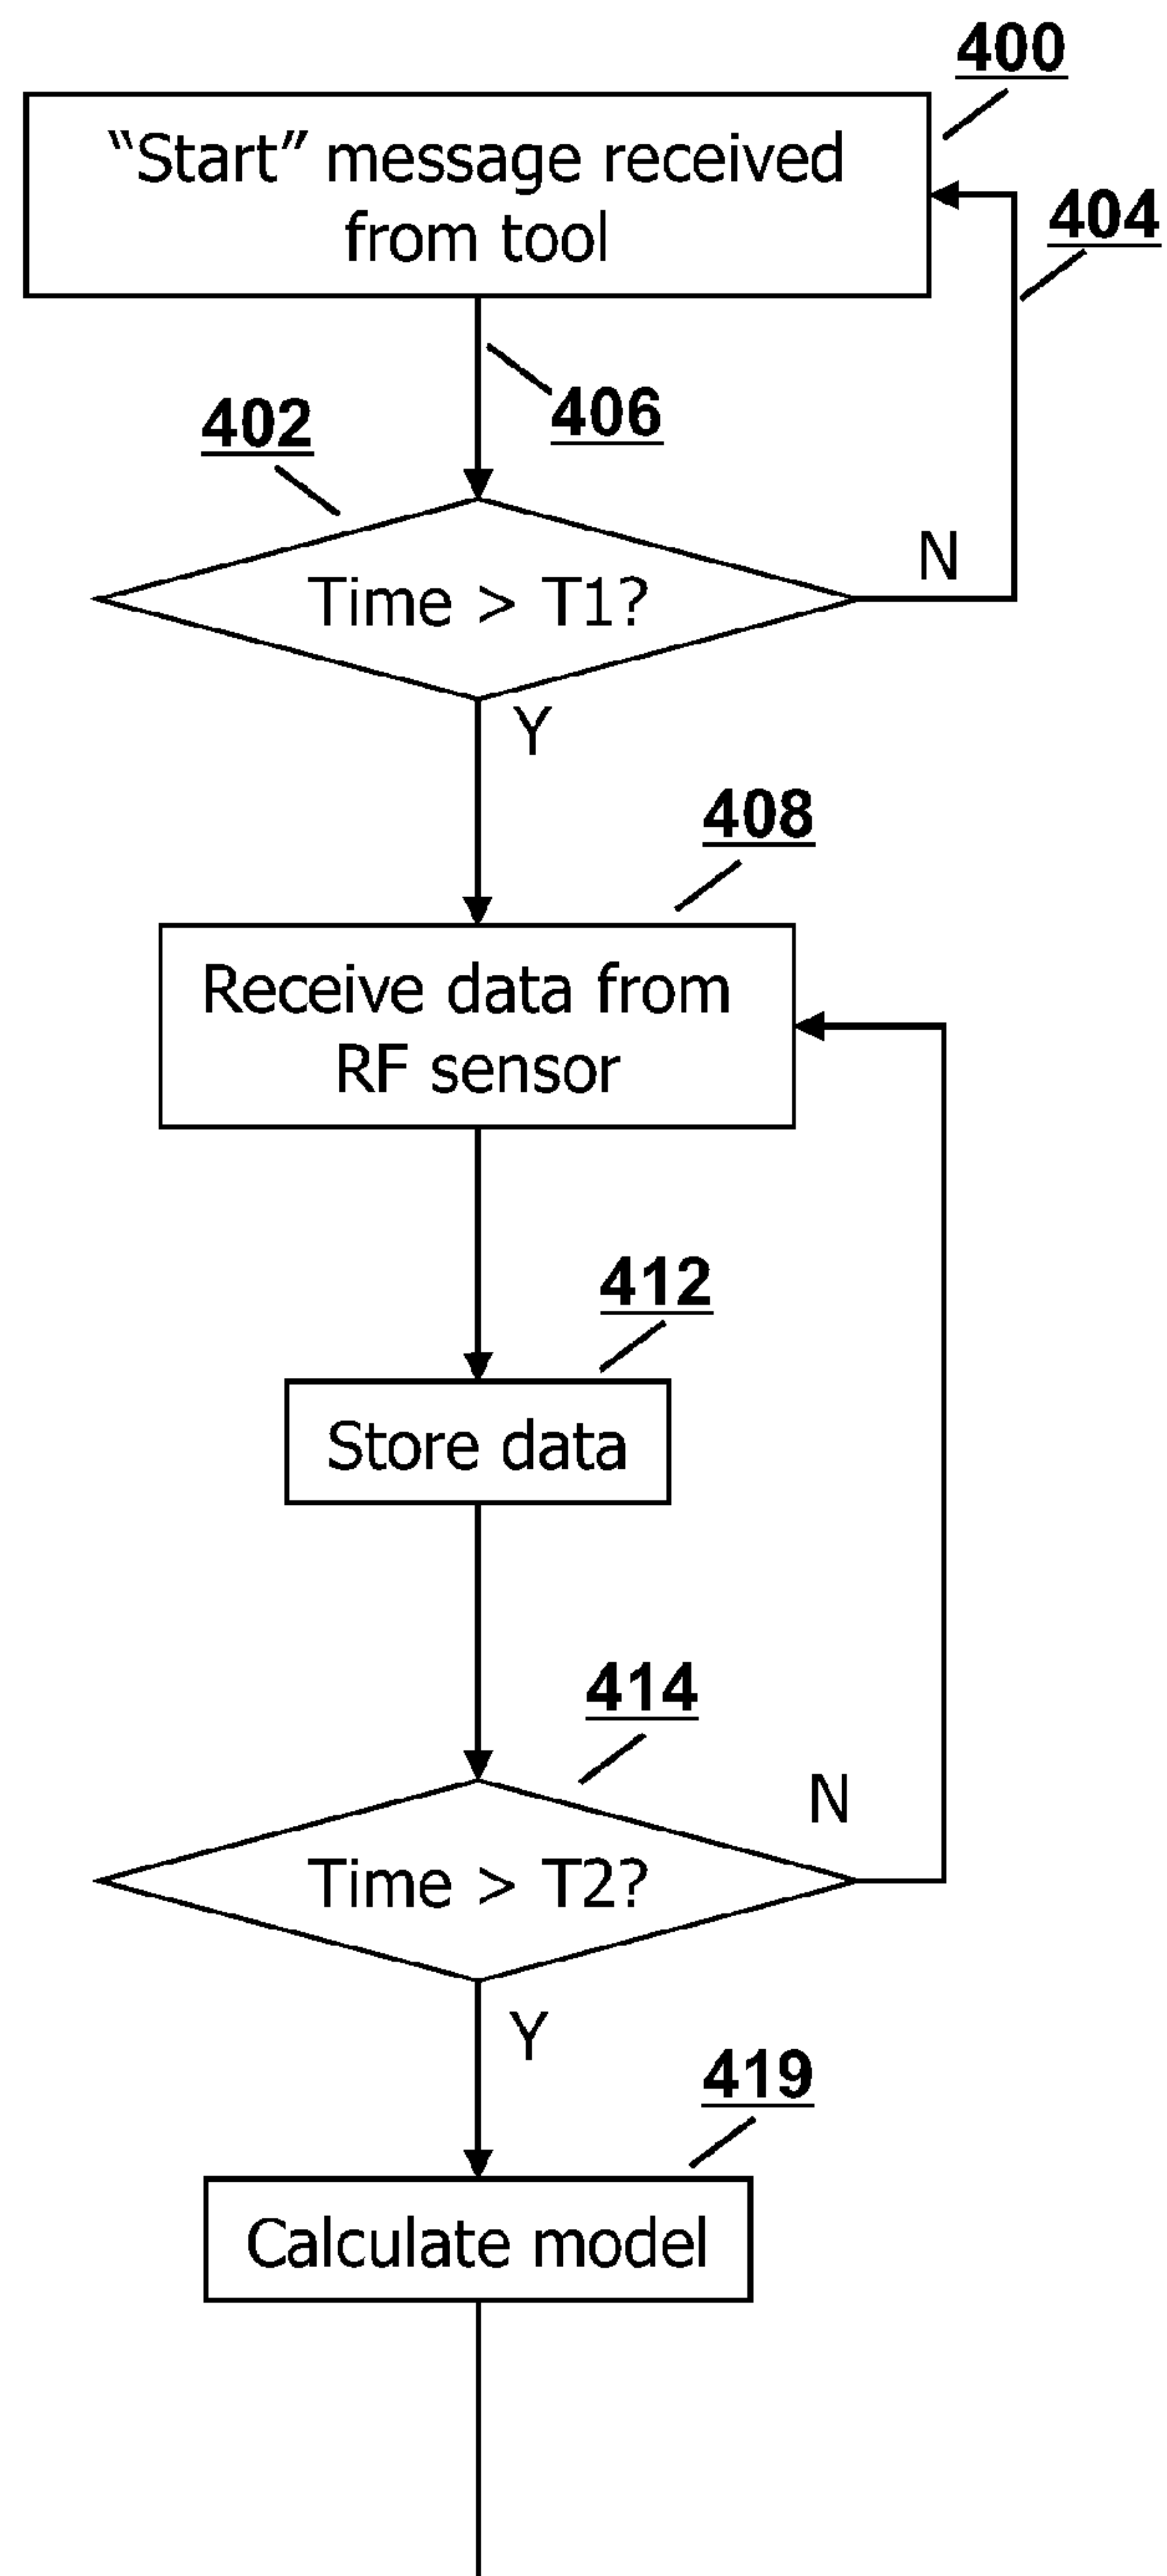 400
“Start” message received
from tool
404
406
402
Time > T1?
N
Y
408
Receive data from
RF sensor
412
Store data
414
N
Time > T2?
Y
419
Calculate model